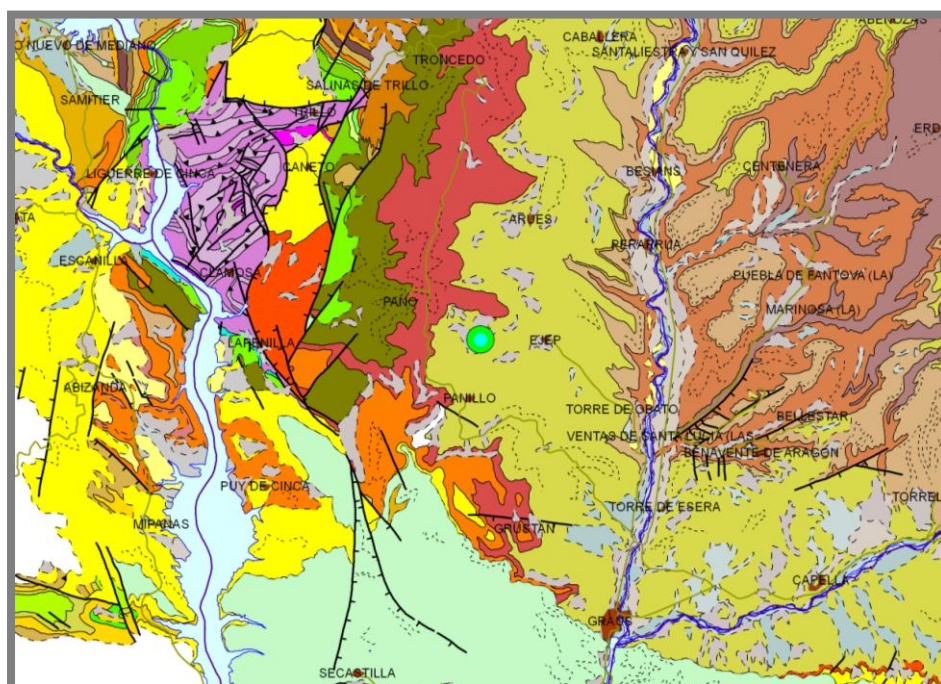 ABENOZAS
CABALLERA
O NUEVO DE MEDIANO
SANTALIESTRA Y SAN QUILEZ
TRONCEDO
SALINAS DE TRILLO
SAMITIER
TRILLO
ERD
CANETO
CENTENERA
LIGUERRE DE CINCA
BESIANS
ATA
ARUES
PERARRUA
ESCANILLA
CLAMOSA
PUEBLA DE FANTOVA (LA)
PANO
MARINOSA (LA)
LAPENILLA
EJEP
ABIZANDA
PANILLO
TORRE DE OBATO
BELLESTAR
VENTAS DE SANTA LUCIA (LAS
BENAVENTE DE ARAGON
PUY DE CINCA
TORREL
TORRE DE ESERA
MIPANAS
GRUSTAN
CAPELLA
GRAUS
SECASTILLA